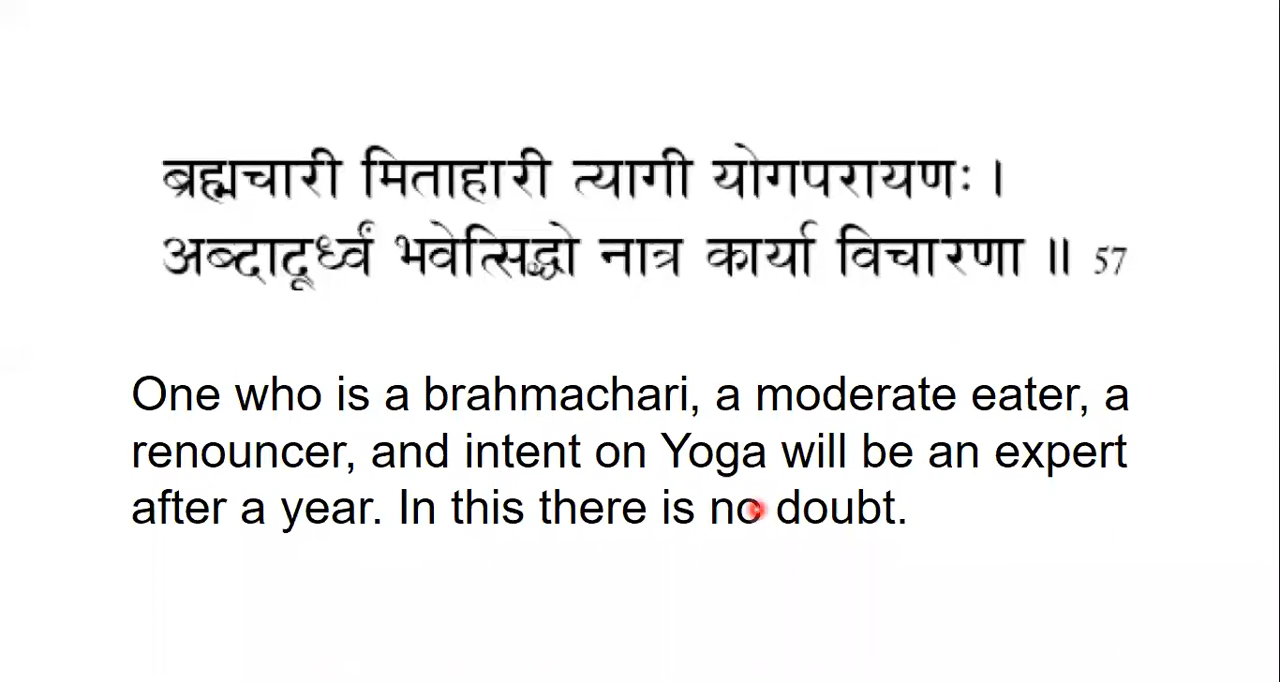 ब्रह्मचारी मिताहारी त्यागी योगपरायणः ।
अब्दादूर्ध्वं भवेत्सिद्धो नात्र कार्या विचारणा ॥ 57
One who is a brahmachari, a moderate eater, a
renouncer, and intent on Yoga will be an expert
after a year. In this there is no doubt.